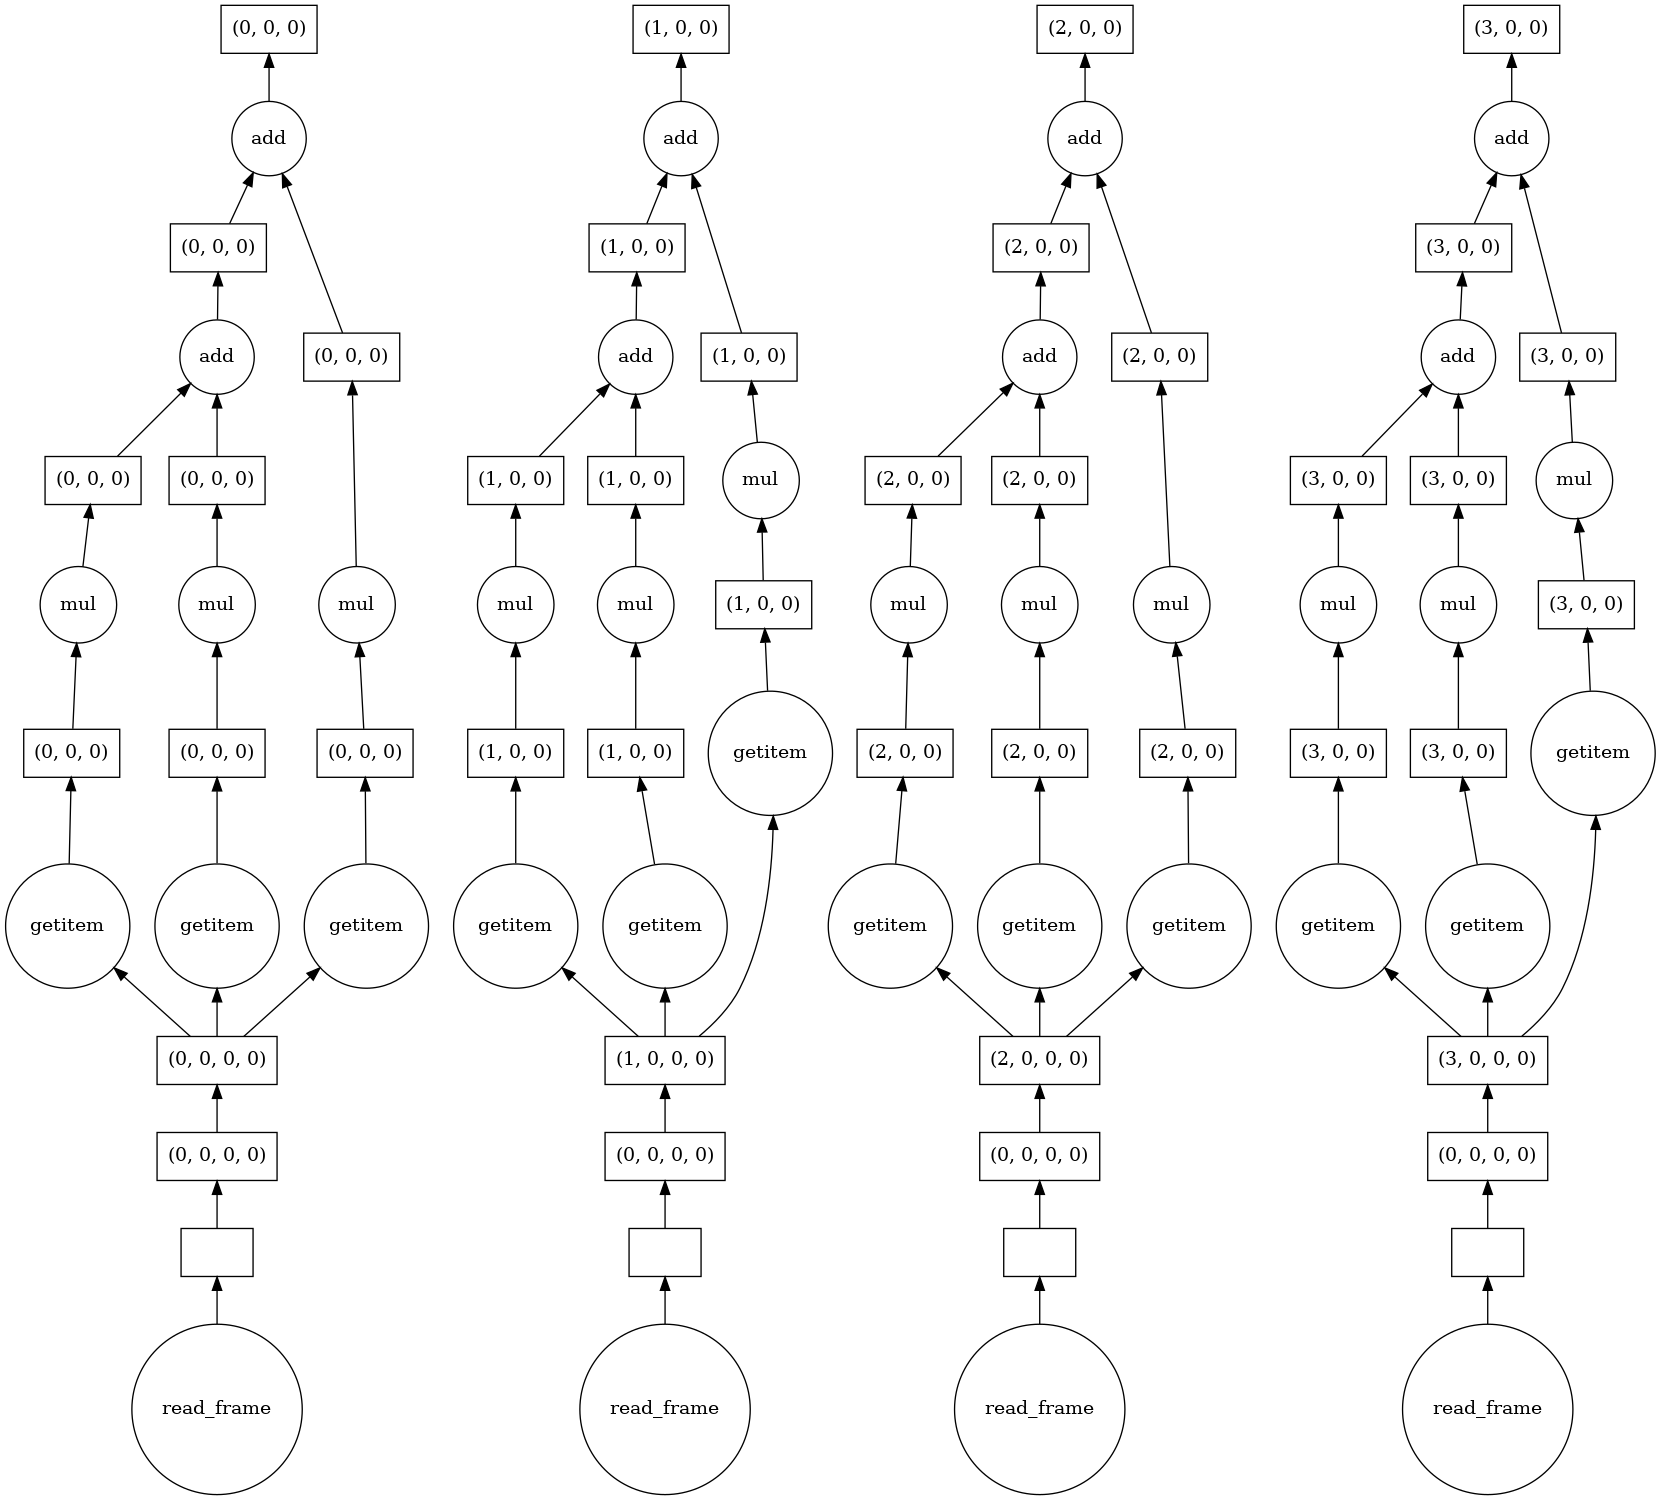 (0, 0, 0) (1, 0, 0) (2, 0, 0) (3, 0, 0)
add add add add
(0, 0, 0) (1, 0, 0) (2, 0, 0) (3, 0, 0)
add (0, 0, 0) add (1, 0, 0) add (2, 0, 0) add (3, 0, 0)
(0, 0, 0) (0, 0, 0) (1, 0, 0) (1, 0, 0) mul (2, 0, 0) (2, 0, 0) (3, 0, 0) (3, 0, 0) mul
mul mul mul mul mul (1, 0, 0) mul mul mul mul mul (3, 0, 0)
(0, 0, 0) (0, 0, 0) (0, 0, 0) (1, 0, 0) (1, 0, 0) getitem (2, 0, 0) (2, 0, 0) (2, 0, 0) (3, 0, 0) (3, 0, 0) getitem
getitem getitem getitem getitem getitem getitem getitem getitem getitem getitem
(0, 0, 0, 0) (1, 0, 0, 0) (2, 0, 0, 0) (3, 0, 0, 0)
(0, 0, 0, 0) (0, 0, 0, 0) (0, 0, 0, 0) (0, 0, 0, 0)
read_frame read_frame read_frame read_frame